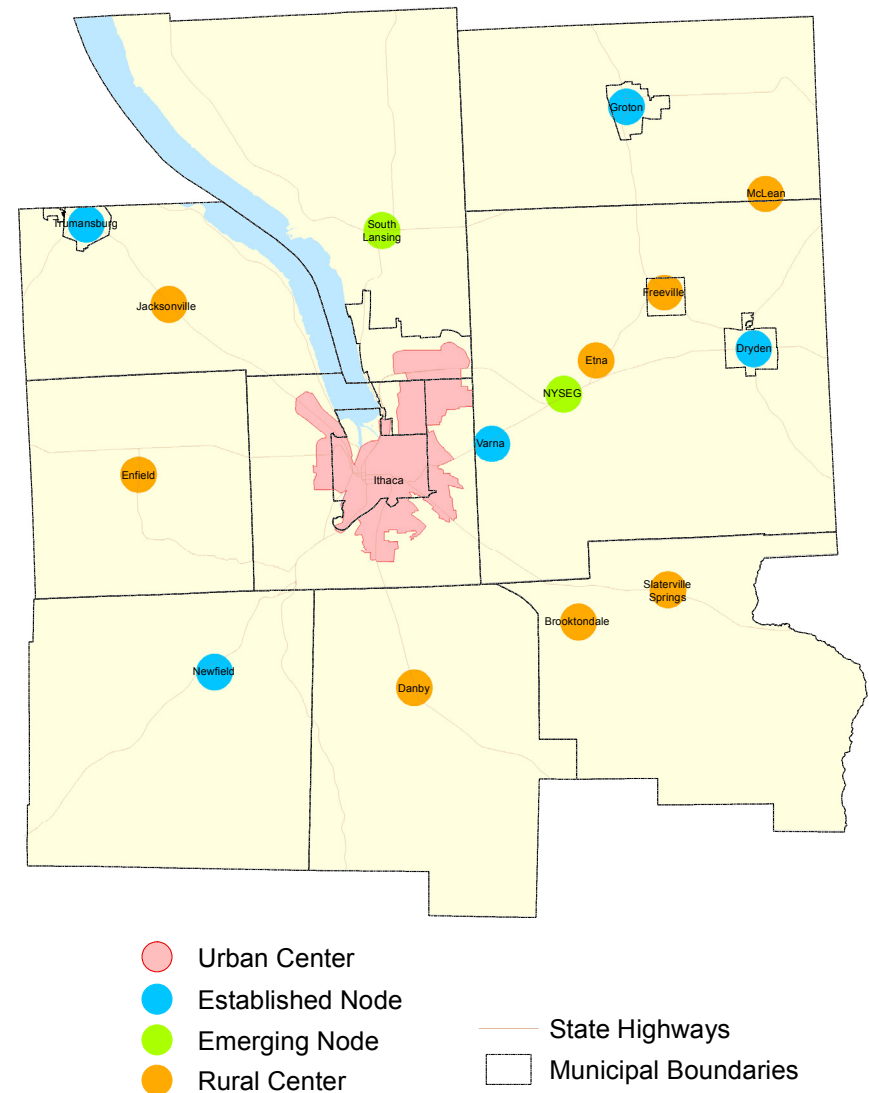 Groton
McLean
Trumansburg
South
Lansing
Freeville
Jacksonville
Dryden
Etna
NYSEG
Varna
Enfield
Ithaca
Slaterville
Springs
Brooktondale
Newfield
Danby
Urban Center
Established Node
Emerging Node
Rural Center
State Highways
Municipal Boundaries